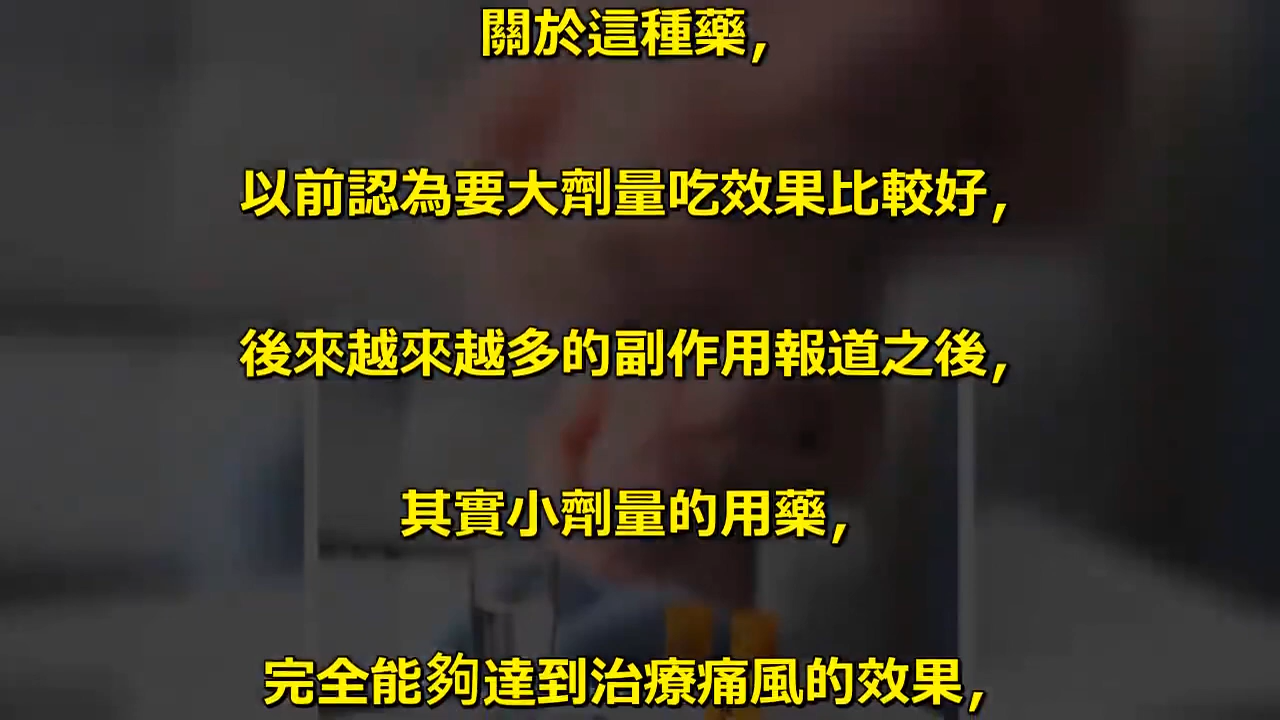 關於這種藥，
以前認為要大劑量吃效果比較好，
後來越來越多的副作用報道之後，
其實小劑量的用藥，
完全能夠達到治療痛風的效果，